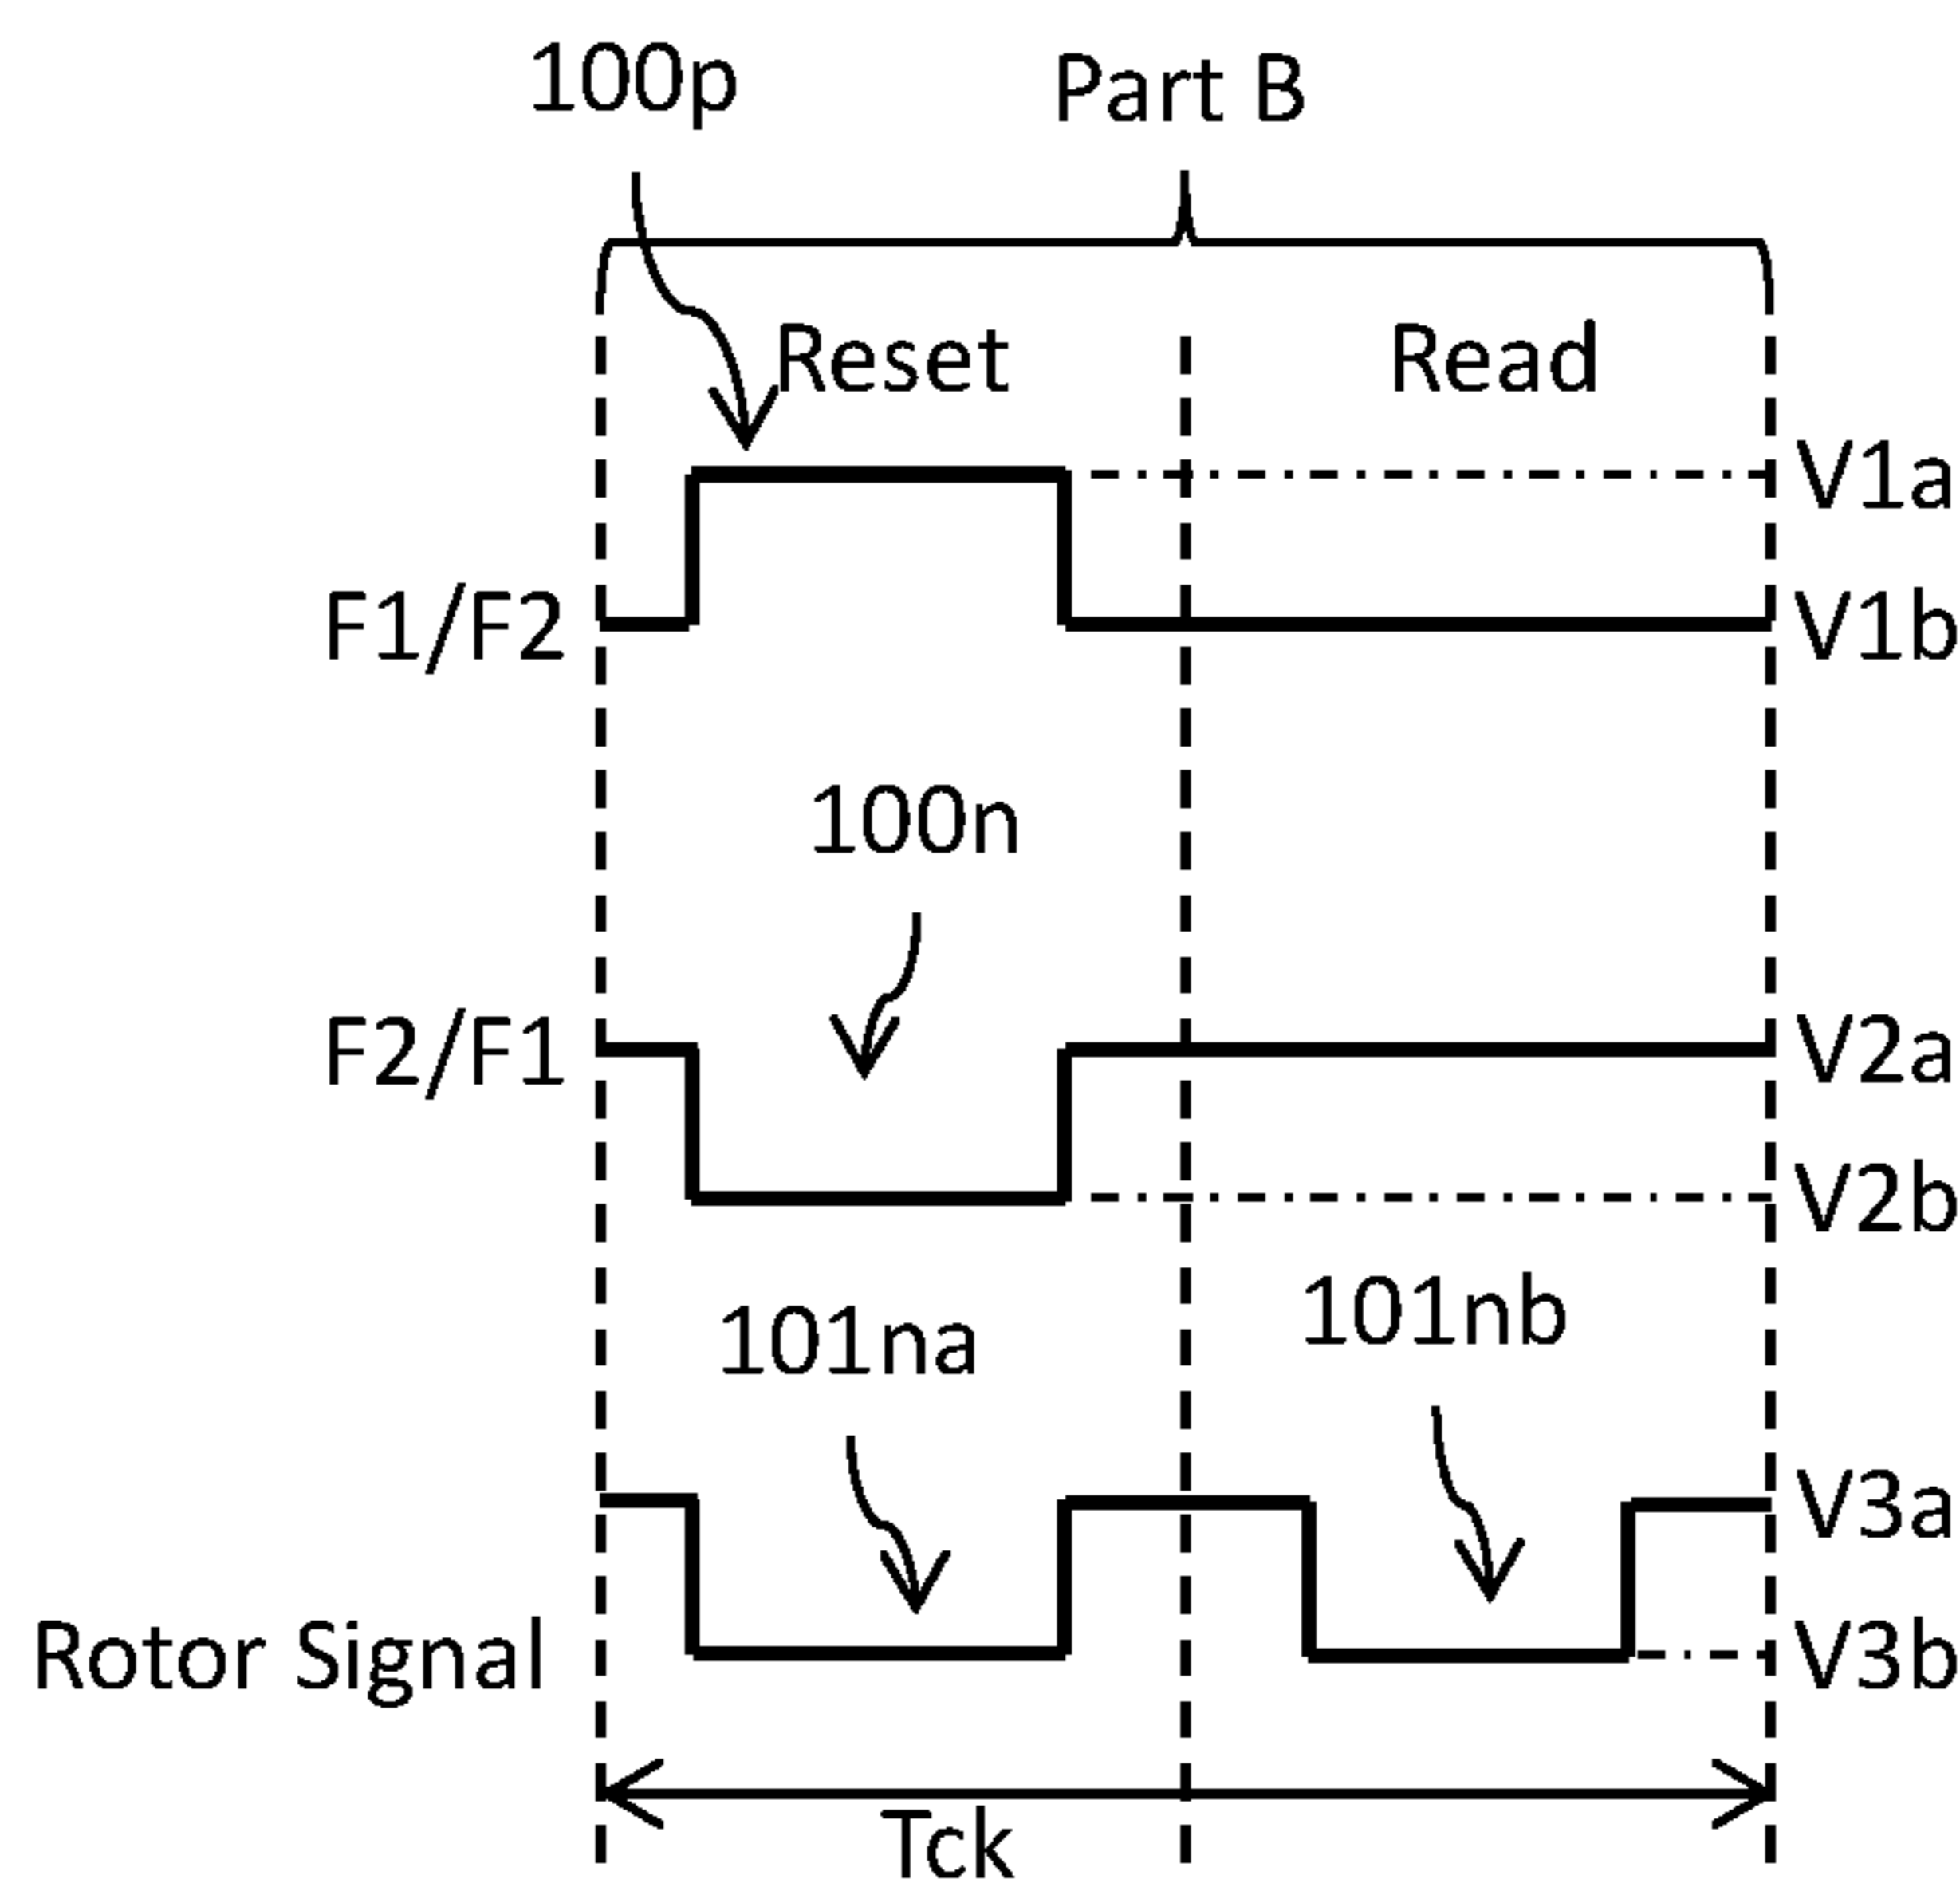 100p Part B
Reset Read
V1a
F1/F2 V1b
100n
F2/F1 V2a
V2b
101na 101nb
V3a
Rotor Signal V3b
Tck